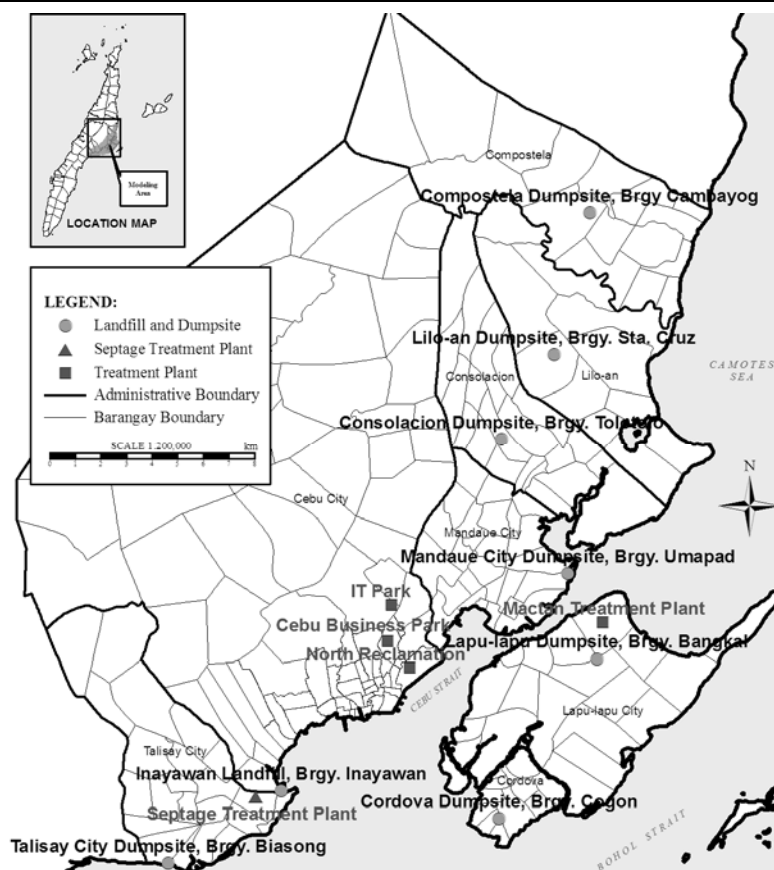 Modeling
Area
LOCATION MAP
LEGEND:
Landfill and Dumpsite
Septage Treatment Plant
Treatment Plant
Administrative Boundary
Barangay Boundary
SCALE 1:200,000
km
0 1 2 3 4 5 6 7 8
Compostela
Compostela Dumpsite, Brgy Cambayog
Lilo-an Dumpsite, Brgy. Sta. Cruz
CAMOTES
SEA
Consolacion
Lilo-an
Consolacion Dumpsite, Brgy.
N
Cebu City
Mandaue City
Mandaue City Dumpsite, Brgy. Umapad
IT Park
Mactan Treatment Plant
Cebu Business Park
Lapu-lapu Dumpsite, Brgy. Bangkal
North Reclamation
CEBU STRAIT
Lapu-lapu City
Talisay City
Inayawan Landfill, Brgy. Inayawan
Cordova
Cordova Dumpsite, Brgy. Cogon
Septage Treatment Plant
BOHOL STRAIT
Talisay City Dumpsite, Brgy. Biasong